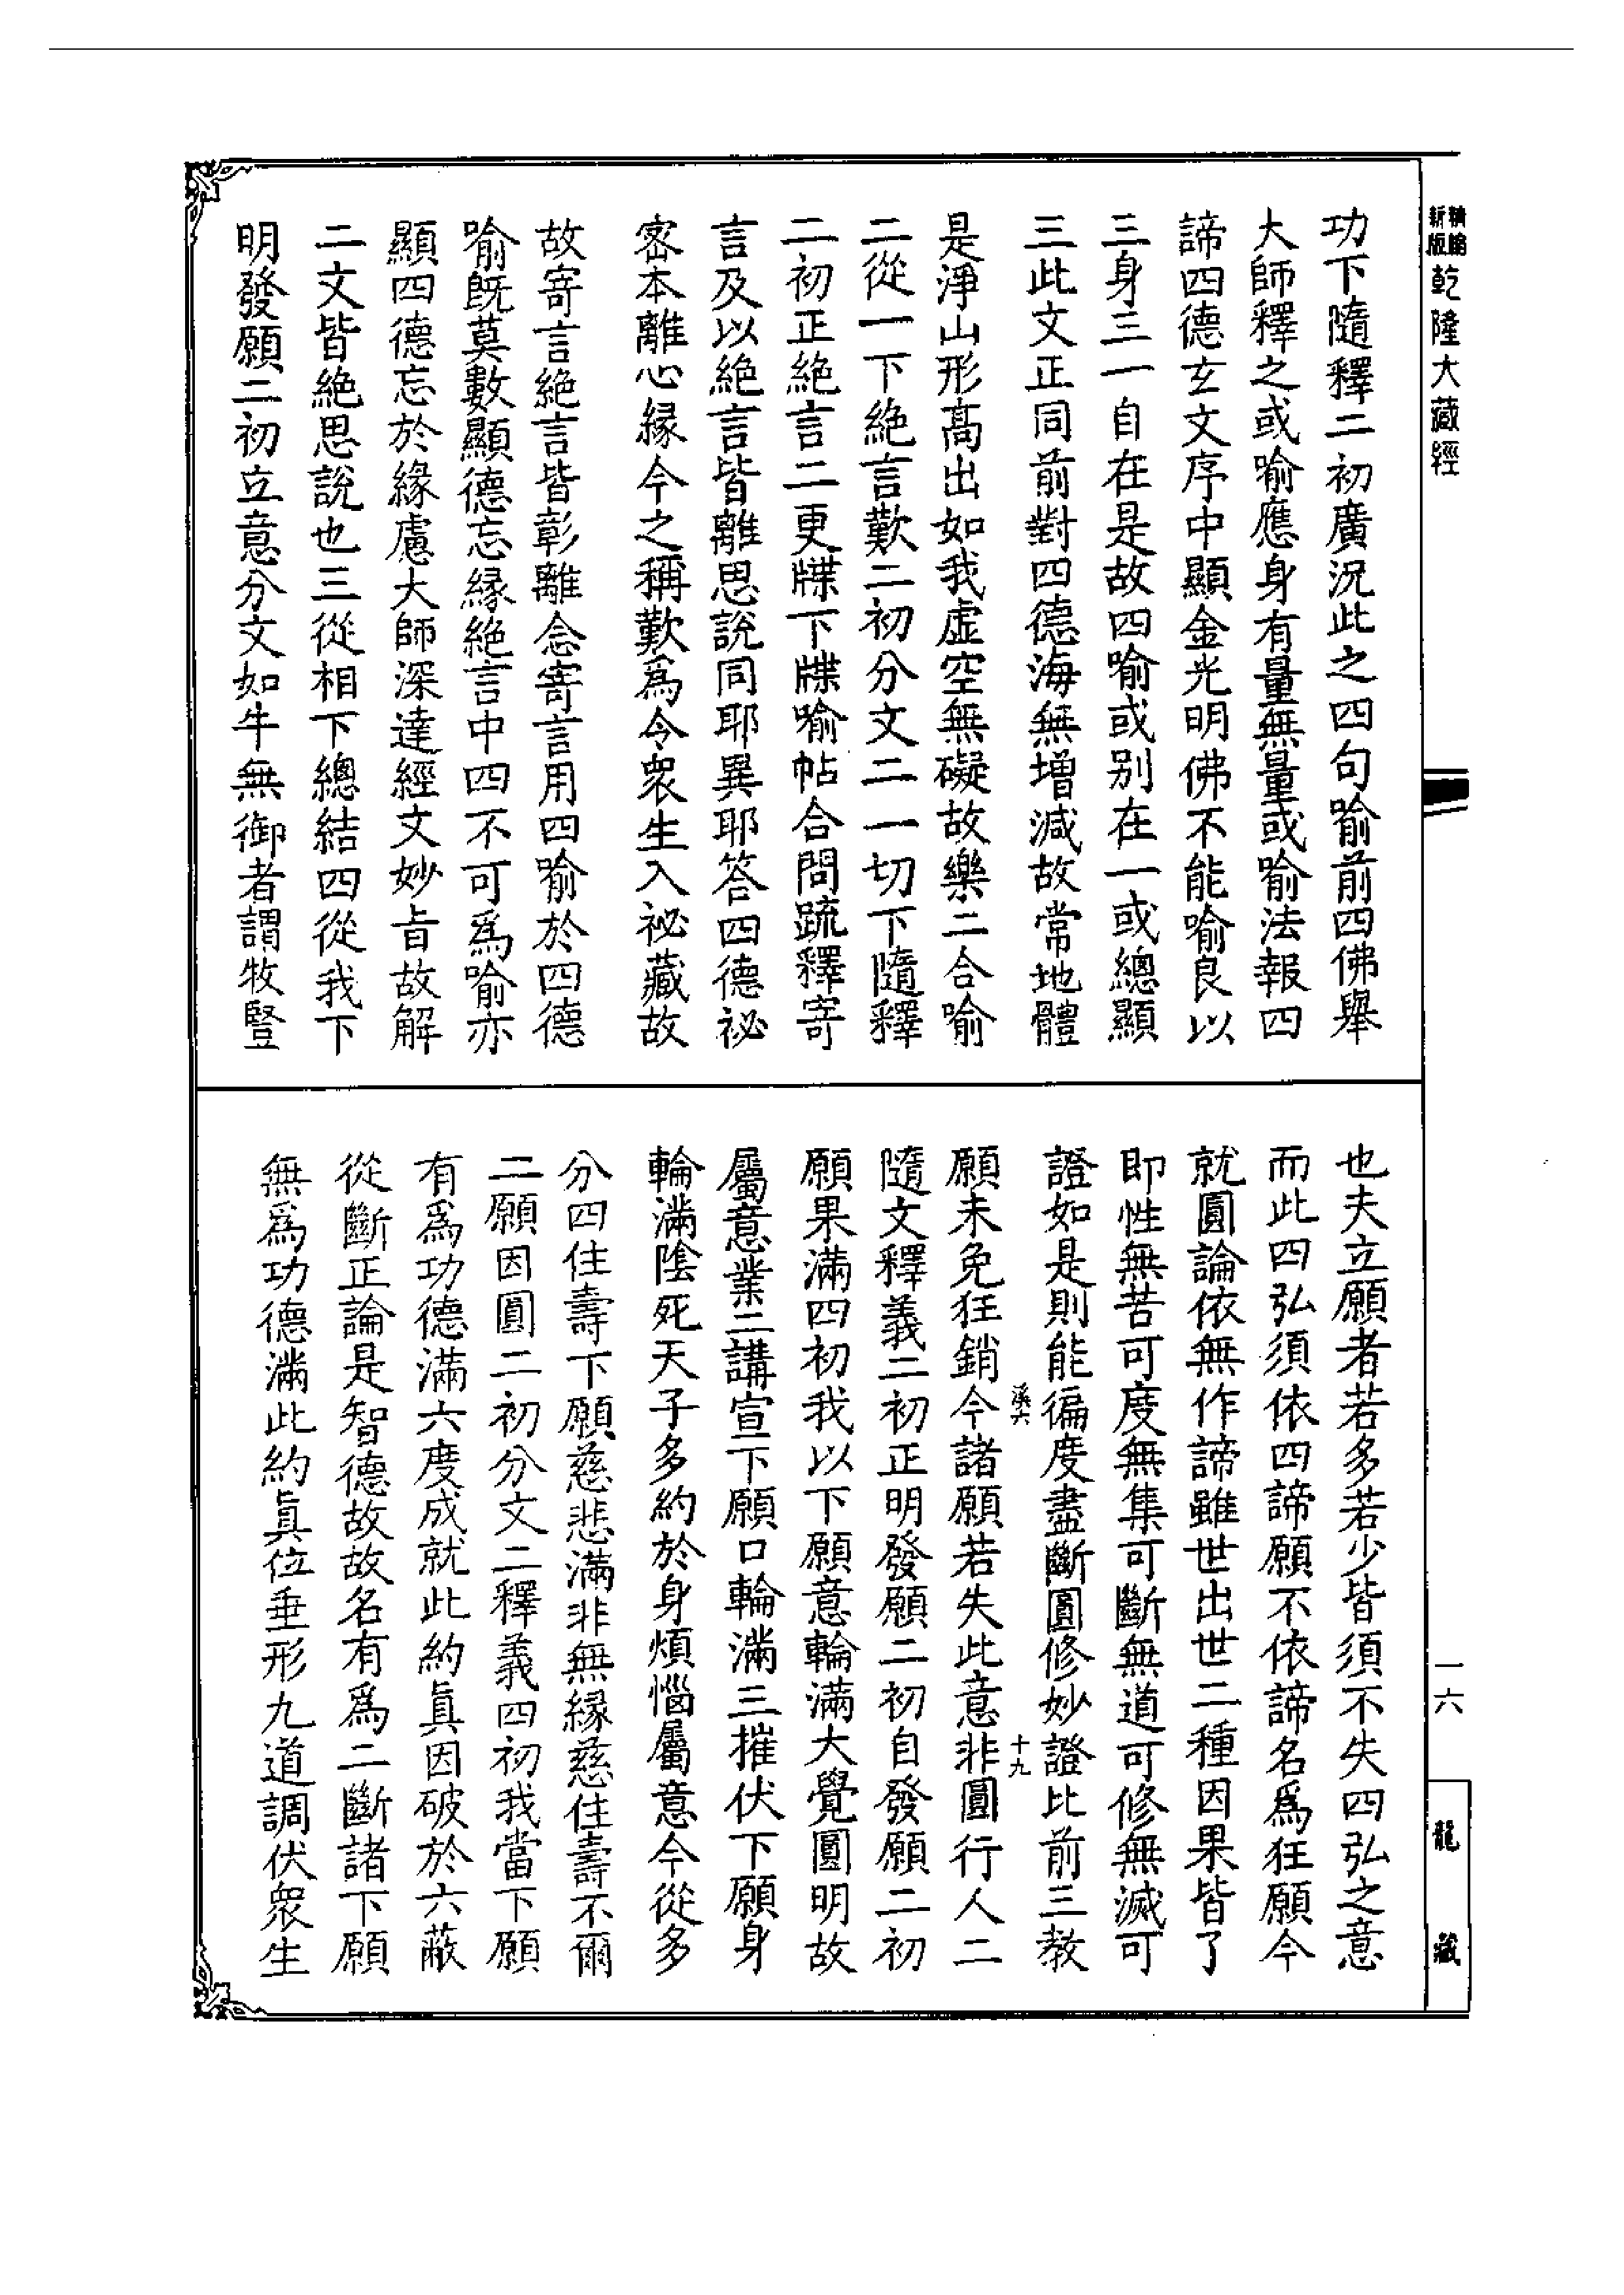 精編
新版
乾隆大藏經
功下隨釋二初廣況此之四句喻前四佛舉
大師釋之或喻應身有量無量或喻法報四
諦四德玄文序中顯金光明佛不能喻良以
三身三一自在是故四喻或别在一或總顯
三此文正同前對四德海無增減故常地體
是淨山形髙出如我虛空無礙故樂二合喻
二從一下絶言歎二初分文二一切下隨釋
二初正絶言二更牒下牒喻帖合問䟽釋寄
言及以絶言皆離思說同耶異耶答四德祕
密本離心縁今之稱歎爲令衆生入祕藏故
故寄言絶言皆彰離念寄言用四喻於四德
喻旣莫數顯德忘縁絶言中四不可爲喻亦
顯四德忘於緣慮大師深達經文妙旨故解
二文皆絶思說也三從相下總結四從我下
明發願二初立意分文如牛無御者謂牧豎
也夫立願者若多若少皆須不失四弘之意
而此四弘須依四諦願不依諦名爲狂願今
就圓論依無作諦雖世出世二種因果皆了
即性無苦可度無集可斷無道可修無滅可
證如是則能徧度盡斷圓修妙證比前三教
溪六
十九
願未免狂銷今諸願若失此意非圓行人二
隨文釋義二初正明發願二初自發願二初
願果滿四初我以下願意輪滿大覺圓明故
屬意業二講宣下願口輪滿三摧伏下願身
輪滿陰死天子多約於身煩惱屬意今從多
分四住壽下願慈悲滿非無縁慈住壽不爾
二願因圓二初分文二釋義四初我當下願
有爲功德滿六度成就此約真因破於六蔽
從斷正論是智德故故名有爲二斷諸下願
無爲功德滿此約眞位垂形九道調伏衆生
一六
龍藏